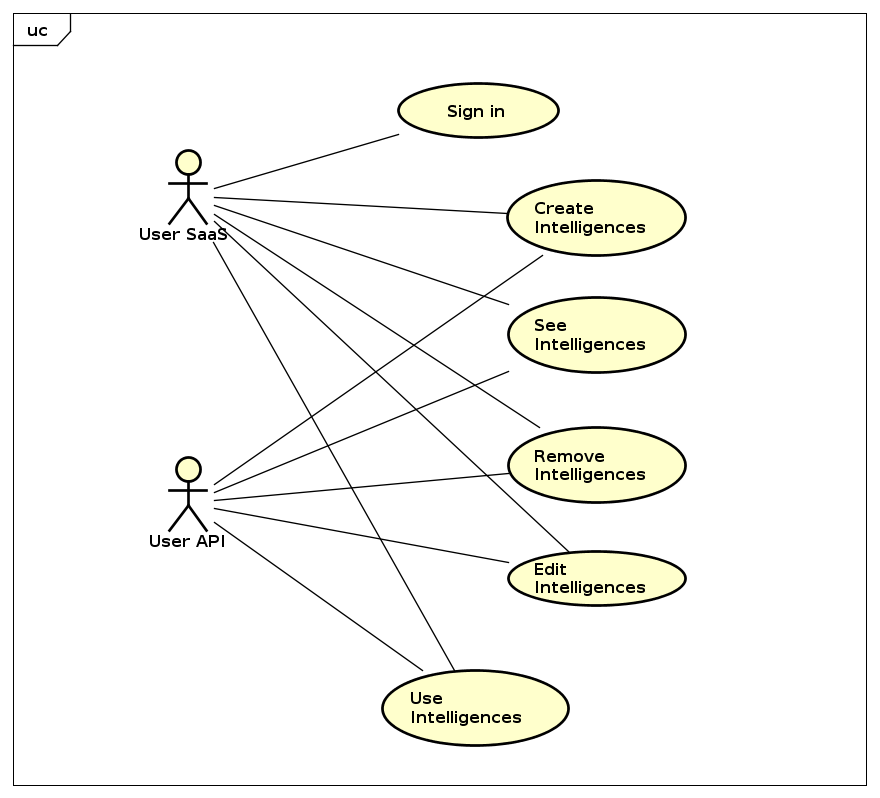 uc
Sign in
Create
Intelligences
User SaaS
See
Intelligences
Remove
Intelligences
User API
Edit
Intelligences
Use
Intelligences